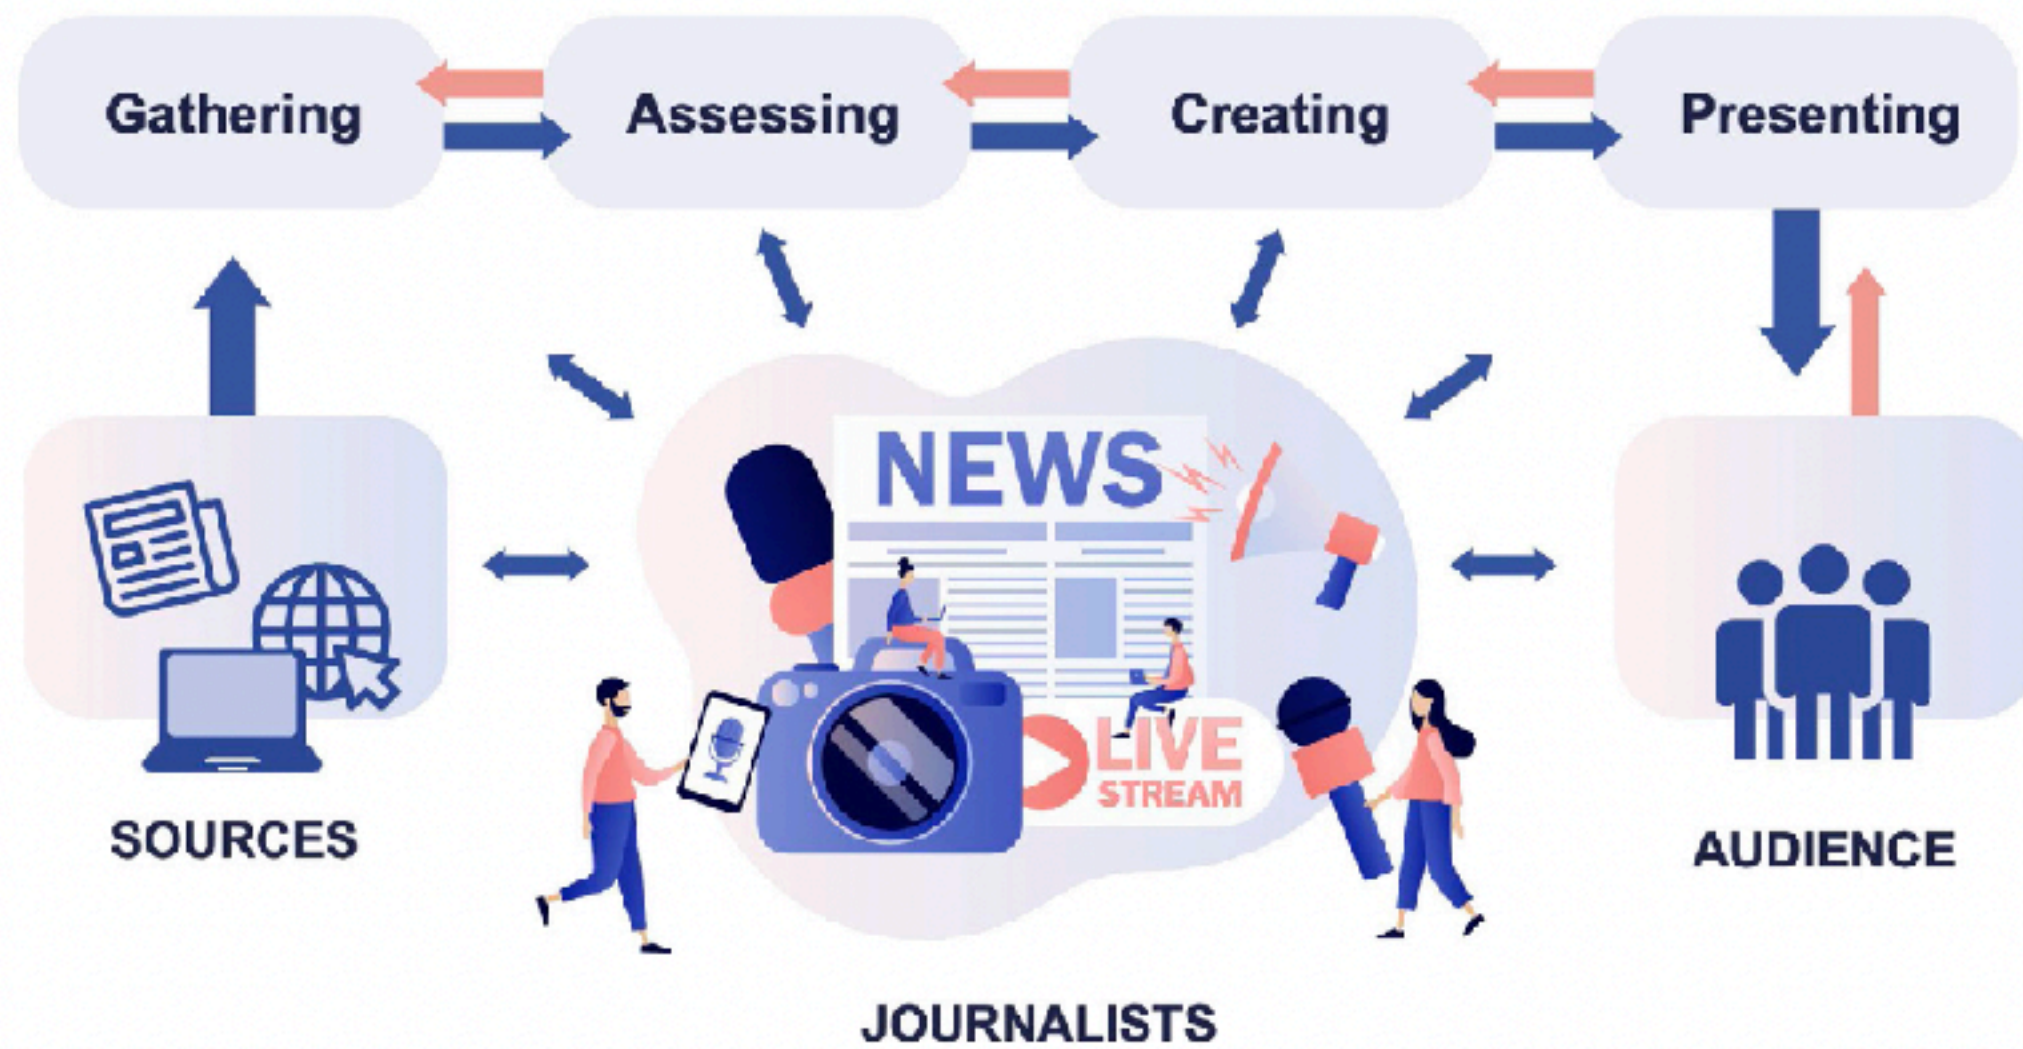 Gathering
Assessing
Creating
Presenting
NEWS
LIVE
STREAM
SOURCES
AUDIENCE
JOURNALISTS